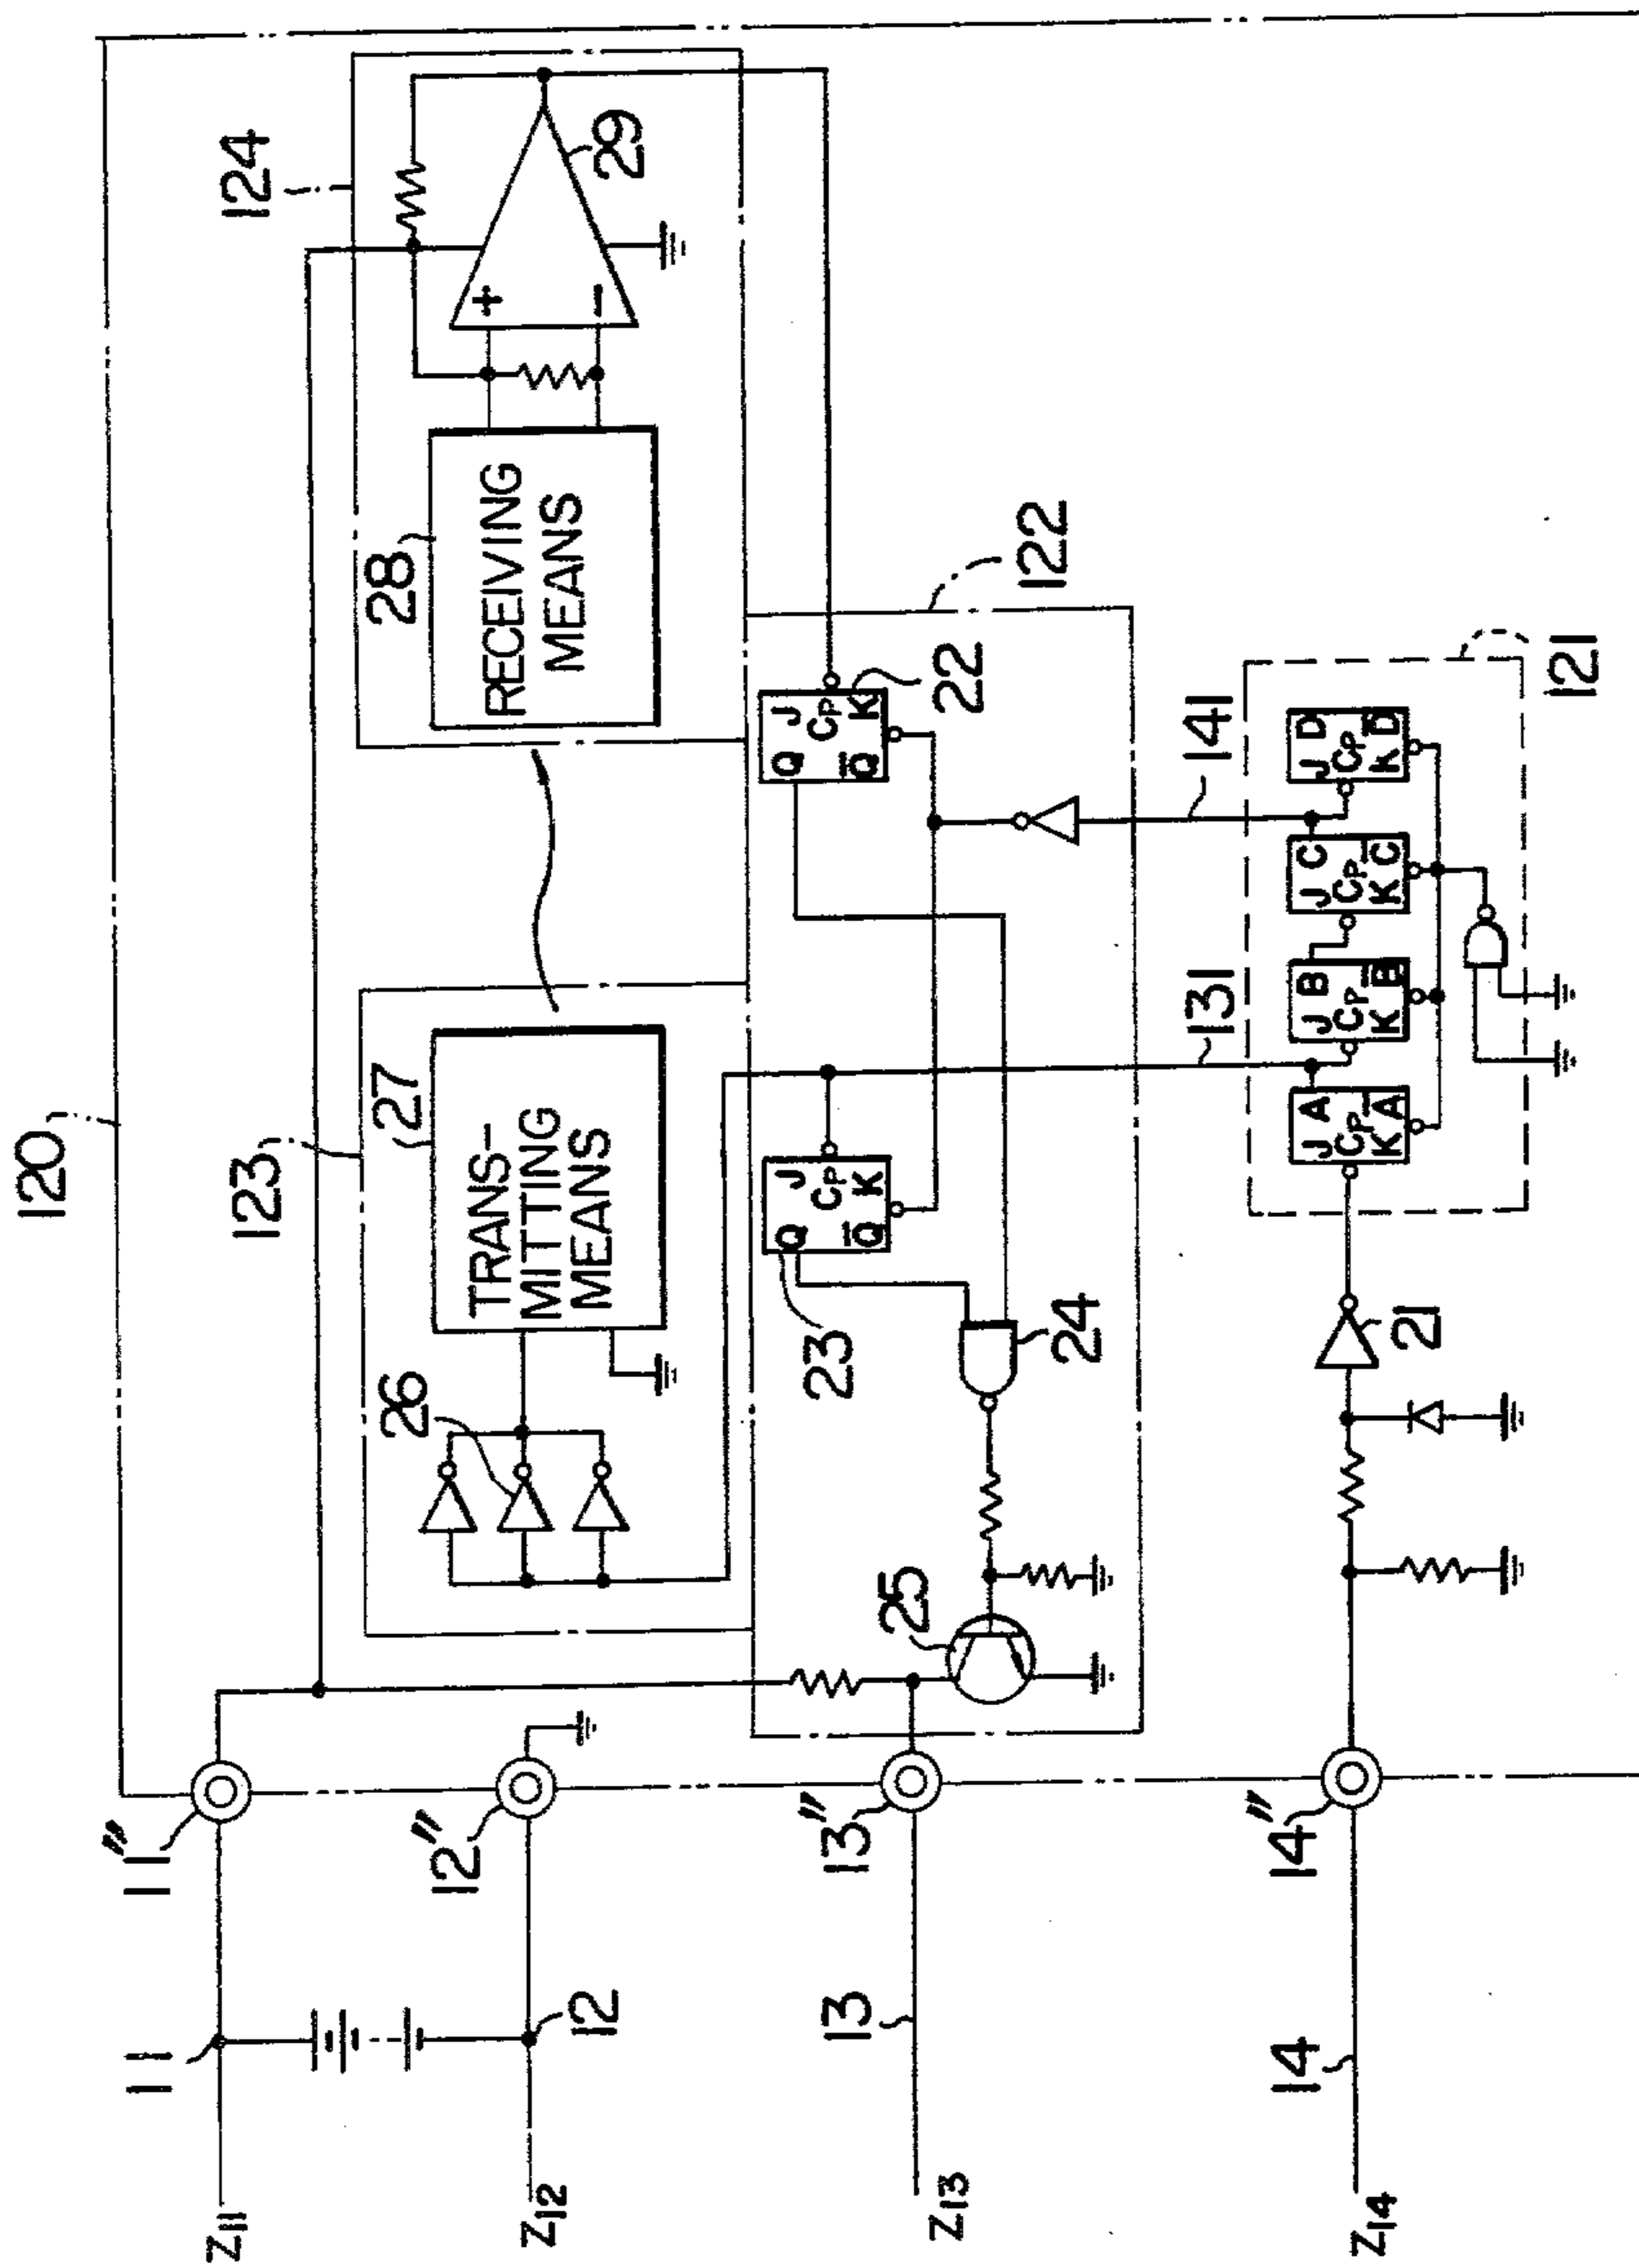 120
124
123
27
TRANS-
MITTING
MEANS
28
RECEIVING
MEANS
29
+
−
26
11"
11
Z11
12"
12
Z12
25
23
Q J
CP
Q̅ K
22
Q J
CP
Q̅ K
24
122
13"
13
Z13
131
141
14"
14
Z14
21
J A
CP
K A̅
J B
CP
K B̅
J C
CP
K C̅
J D
CP
K D̅
121